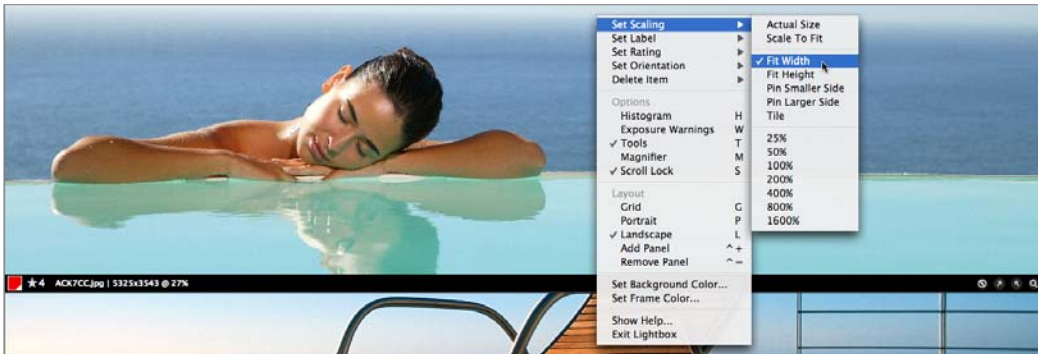 Set Scaling
Set Label
Set Rating
Set Orientation
Delete Item
Options
Histogram H
Exposure Warnings W
✓ Tools T
Magnifier M
✓ Scroll Lock S
Layout
Grid G
Portrait P
✓ Landscape L
Add Panel ^ +
Remove Panel ^ −
Set Background Color...
Set Frame Color...
Show Help...
Exit Lightbox
Actual Size
Scale To Fit
✓ Fit Width
Fit Height
Pin Smaller Side
Pin Larger Side
Tile
25%
50%
100%
200%
400%
800%
1600%
★4 ACX7CC.jpg | 5325x3543 @ 27%